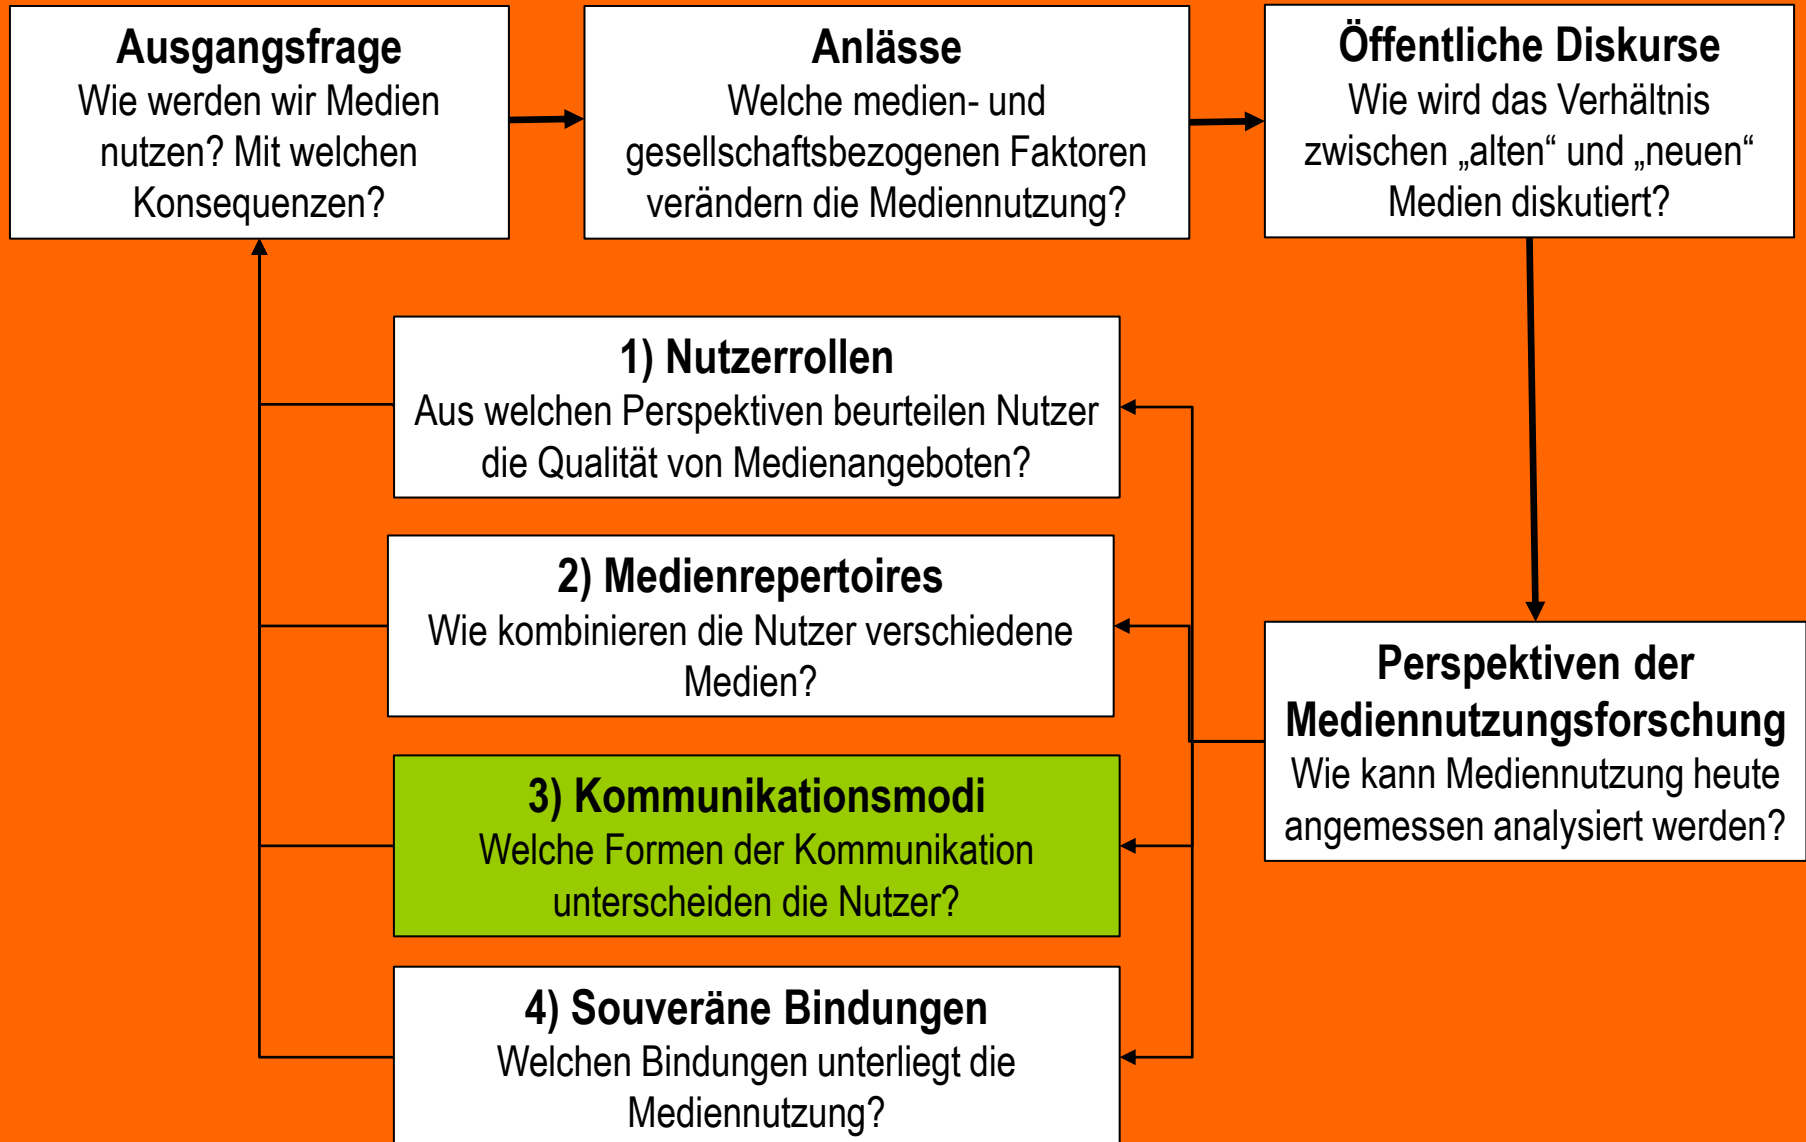 Ausgangsfrage
Wie werden wir Medien
nutzen? Mit welchen
Konsequenzen?
Anlässe
Welche medien- und
gesellschaftsbezogenen Faktoren
verändern die Mediennutzung?
Öffentliche Diskurse
Wie wird das Verhältnis
zwischen „alten“ und „neuen“
Medien diskutiert?
1) Nutzerrollen
Aus welchen Perspektiven beurteilen Nutzer
die Qualität von Medienangeboten?
2) Medienrepertoires
Wie kombinieren die Nutzer verschiedene
Medien?
3) Kommunikationsmodi
Welche Formen der Kommunikation
unterscheiden die Nutzer?
4) Souveräne Bindungen
Welchen Bindungen unterliegt die
Mediennutzung?
Perspektiven der
Mediennutzungsforschung
Wie kann Mediennutzung heute
angemessen analysiert werden?